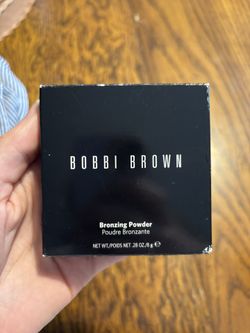 BOBBI BROWN
Bronzing Powder
Poudre Bronzante
NET WT./POIDS NET .28 OZ./8 g ℮